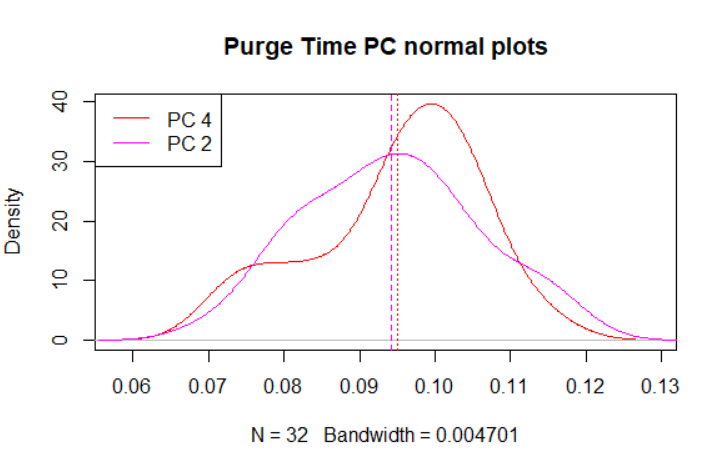 Purge Time PC normal plots
PC 4
PC 2
Density
40
30
20
10
0
0.06 0.07 0.08 0.09 0.10 0.11 0.12 0.13
N = 32 Bandwidth = 0.004701